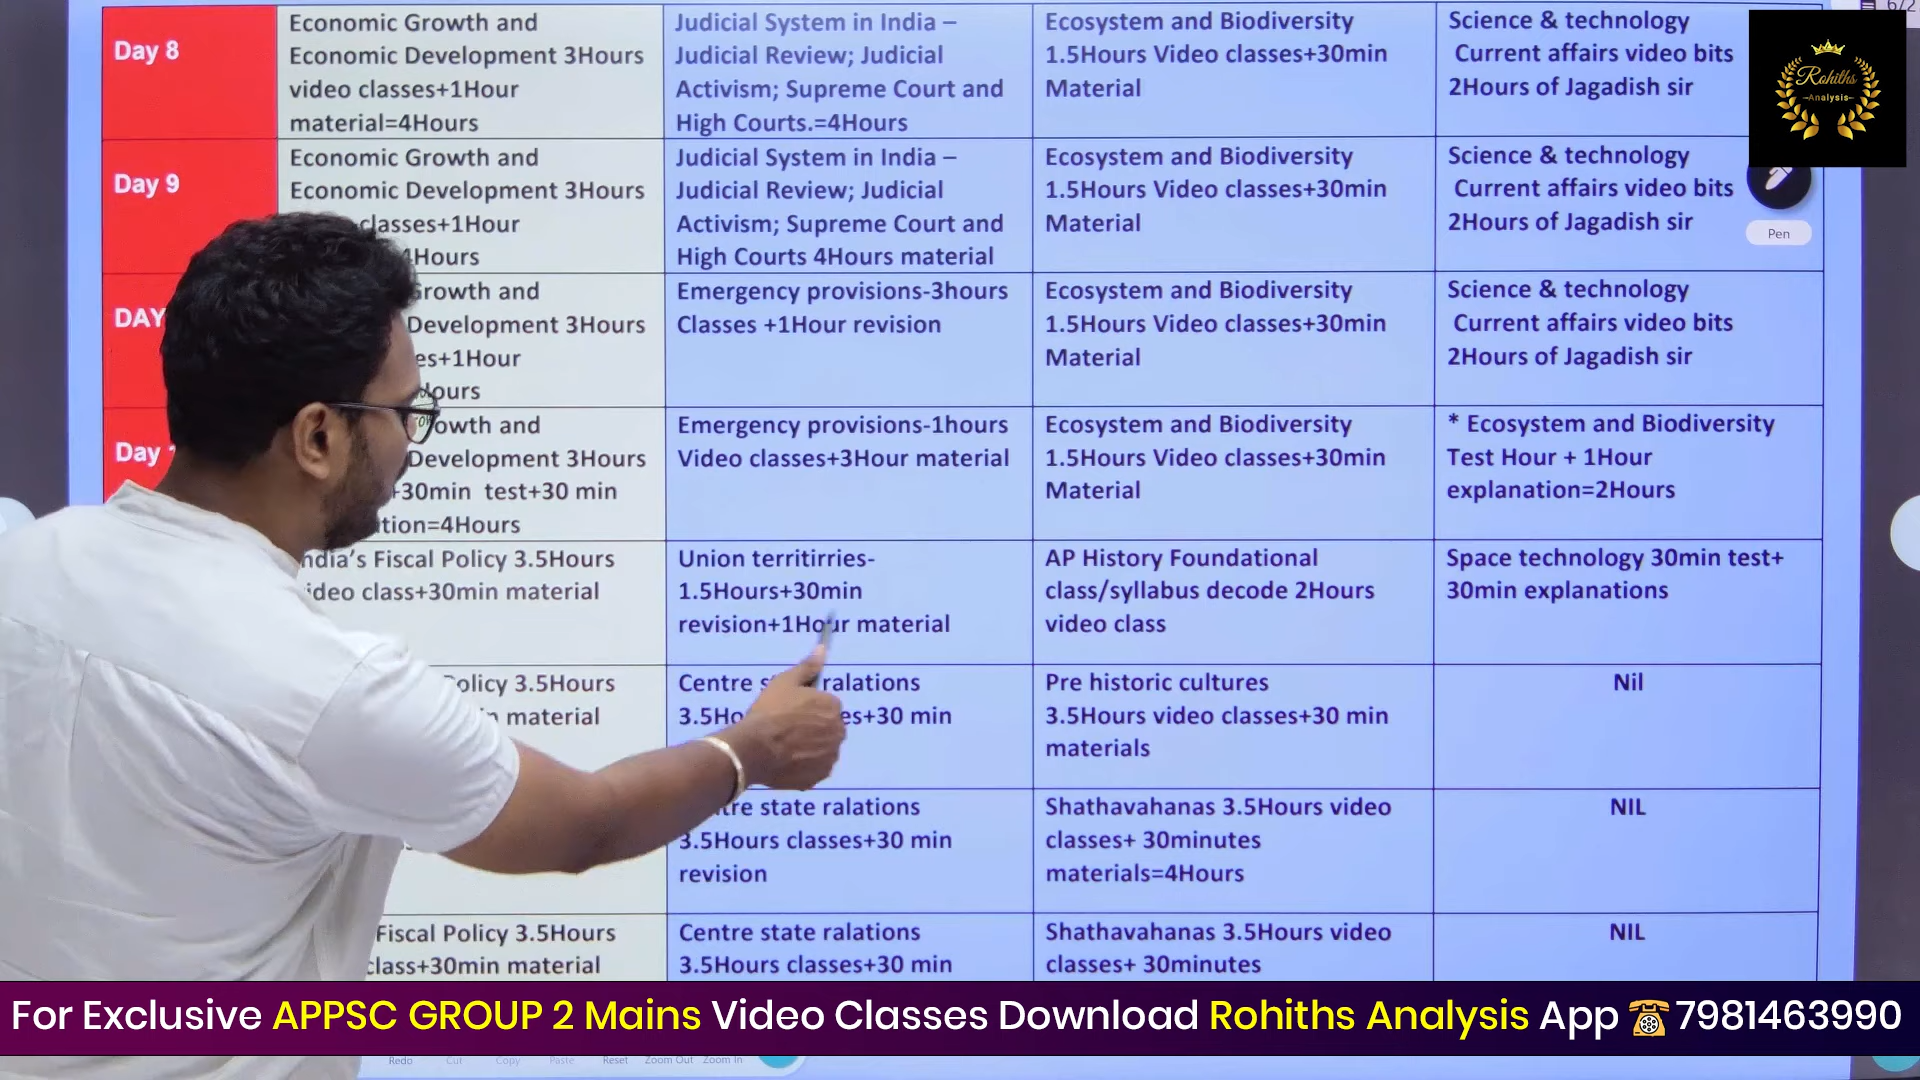 6/2
Rohiths
Analysis
Pen
Day 8
Economic Growth and
Economic Development 3Hours
video classes+1Hour
material=4Hours
Judicial System in India –
Judicial Review; Judicial
Activism; Supreme Court and
High Courts.=4Hours
Ecosystem and Biodiversity
1.5Hours Video classes+30min
Material
Science & technology
Current affairs video bits
2Hours of Jagadish sir
Day 9
Economic Growth and
Economic Development 3Hours
classes+1Hour
4Hours
Judicial System in India –
Judicial Review; Judicial
Activism; Supreme Court and
High Courts 4Hours material
Ecosystem and Biodiversity
1.5Hours Video classes+30min
Material
Science & technology
Current affairs video bits
2Hours of Jagadish sir
DAY
Growth and
Development 3Hours
es+1Hour
Hours
Emergency provisions-3hours
Classes +1Hour revision
Ecosystem and Biodiversity
1.5Hours Video classes+30min
Material
Science & technology
Current affairs video bits
2Hours of Jagadish sir
Day
owth and
Development 3Hours
+30min test+30 min
tion=4Hours
Emergency provisions-1hours
Video classes+3Hour material
Ecosystem and Biodiversity
1.5Hours Video classes+30min
Material
* Ecosystem and Biodiversity
Test Hour + 1Hour
explanation=2Hours
ndia's Fiscal Policy 3.5Hours
ideo class+30min material
Union territirries-
1.5Hours+30min
revision+1Hour material
AP History Foundational
class/syllabus decode 2Hours
video class
Space technology 30min test+
30min explanations
olicy 3.5Hours
material
Centre ralations
3.5Ho es+30 min
Pre historic cultures
3.5Hours video classes+30 min
materials
Nil
tre state ralations
3.5Hours classes+30 min
revision
Shathavahanas 3.5Hours video
classes+ 30minutes
materials=4Hours
NIL
Fiscal Policy 3.5Hours
class+30min material
Centre state ralations
3.5Hours classes+30 min
Shathavahanas 3.5Hours video
classes+ 30minutes
NIL
For Exclusive APPSC GROUP 2 Mains Video Classes Download Rohiths Analysis App ☎7981463990
Redo Cut Copy Paste Reset Zoom Out Zoom In